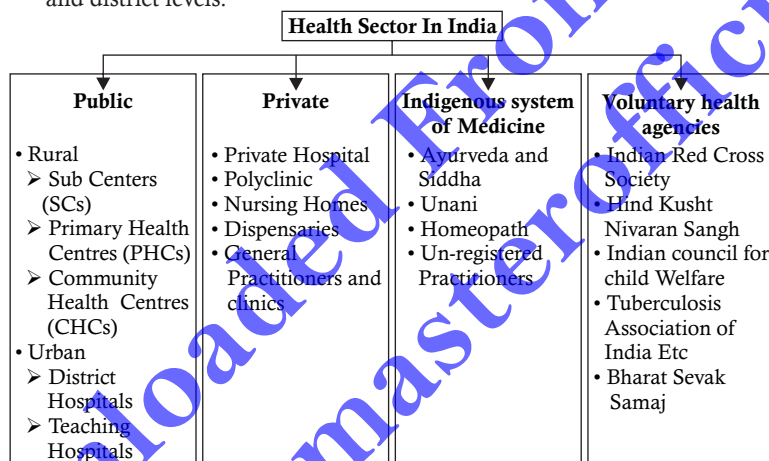 and district levels.
Health Sector In India
Public
• Rural
➢ Sub Centers
(SCs)
➢ Primary Health
Centres (PHCs)
➢ Community
Health Centres
(CHCs)
• Urban
➢ District
Hospitals
➢ Teaching
Hospitals
Private
• Private Hospital
• Polyclinic
• Nursing Homes
• Dispensaries
• General
Practitioners and
clinics
Indigenous system
of Medicine
• Ayurveda and
Siddha
• Unani
• Homeopath
• Un-registered
Practitioners
Voluntary health
agencies
• Indian Red Cross
Society
• Hind Kusht
Nivaran Sangh
• Indian council for
child Welfare
• Tuberculosis
Association of
India Etc
• Bharat Sevak
Samaj